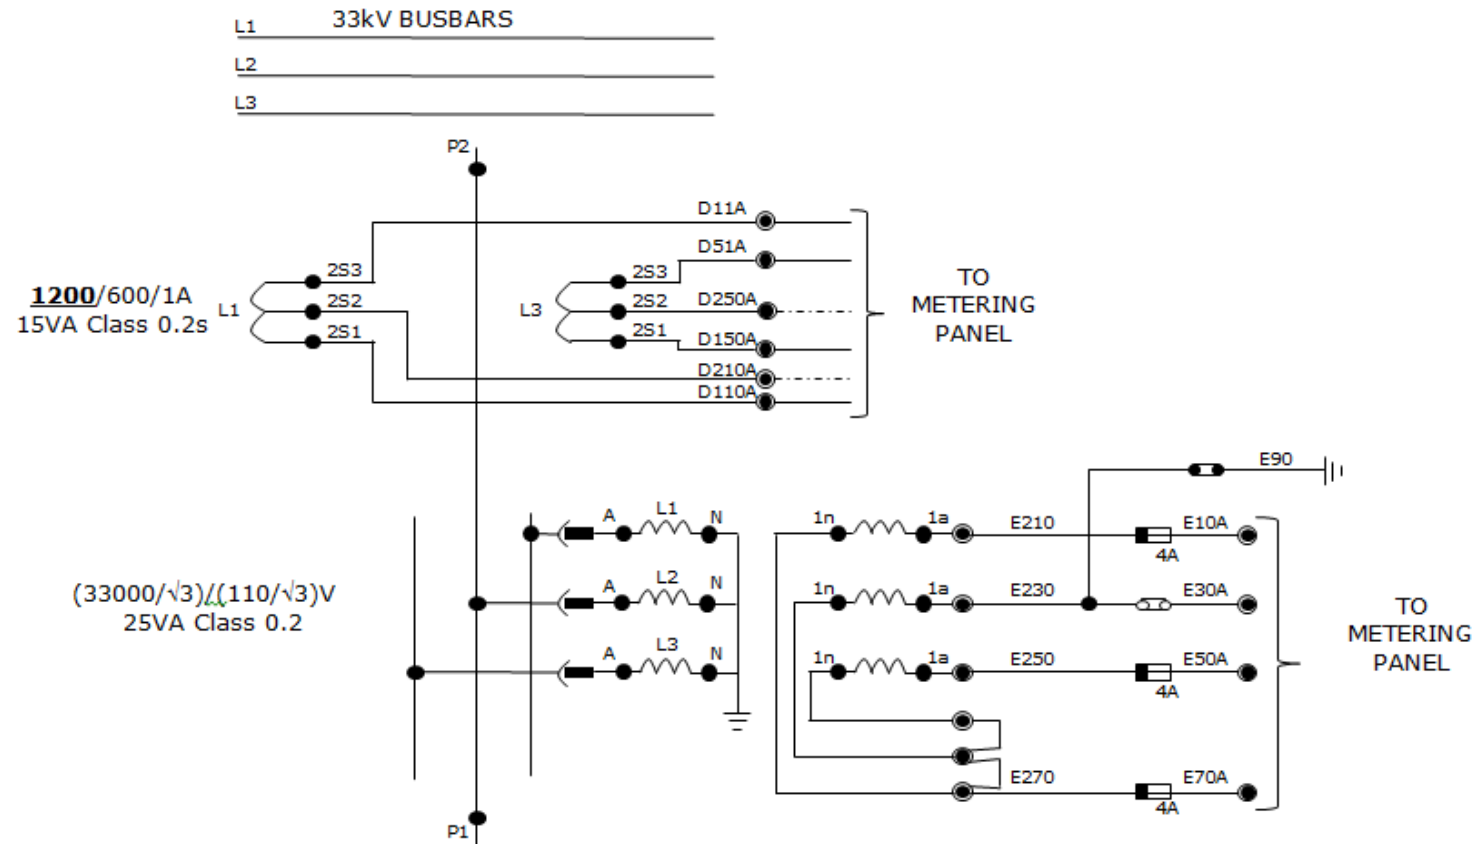 33kV BUSBARS
L1
L2
L3
P2
D11A
D51A
2S3
2S3
D250A
1200/600/1A
L1
2S2
L3
2S2
15VA Class 0.2s
2S1
2S1
D150A
D210A
D110A
TO
METERING
PANEL
E90
A
L1
N
1n
1a
E210
E10A
4A
(33000/√3)/(110/√3)V
25VA Class 0.2
A
L2
N
1n
1a
E230
E30A
A
L3
N
1n
1a
E250
E50A
4A
TO
METERING
PANEL
E270
E70A
4A
P1